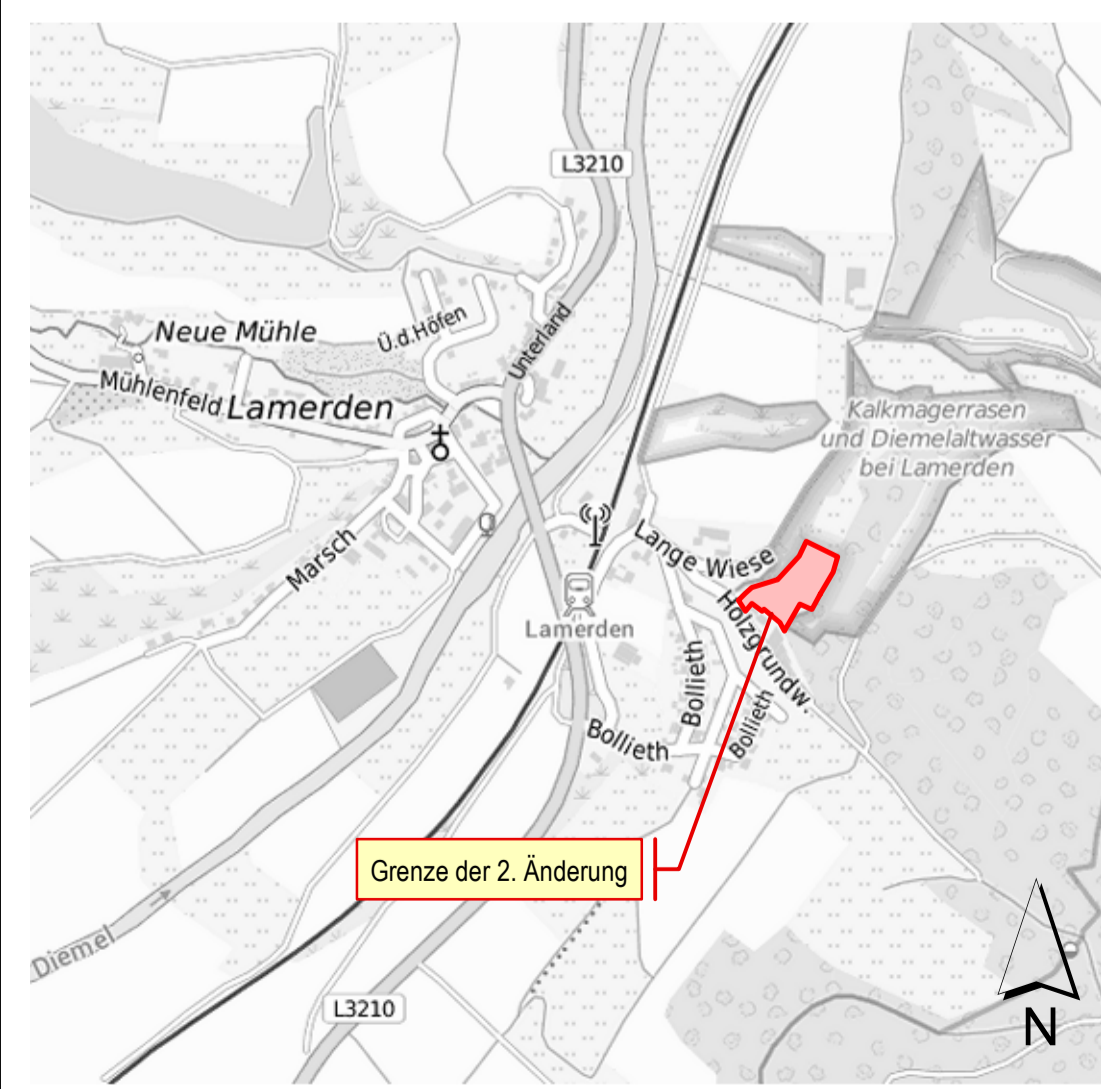 L3210
Neue Mühle
Ü.d.Höfen
Unterland
Mühlenfeld
Lamerden
Kalkmagerrasen
und Diemelaltwasser
bei Lamerden
Marsch
Lange Wiese
Lamerden
Holzgrundw.
Bollieth
Bollieth
Bollieth
Grenze der 2. Änderung
Diemel
L3210
N